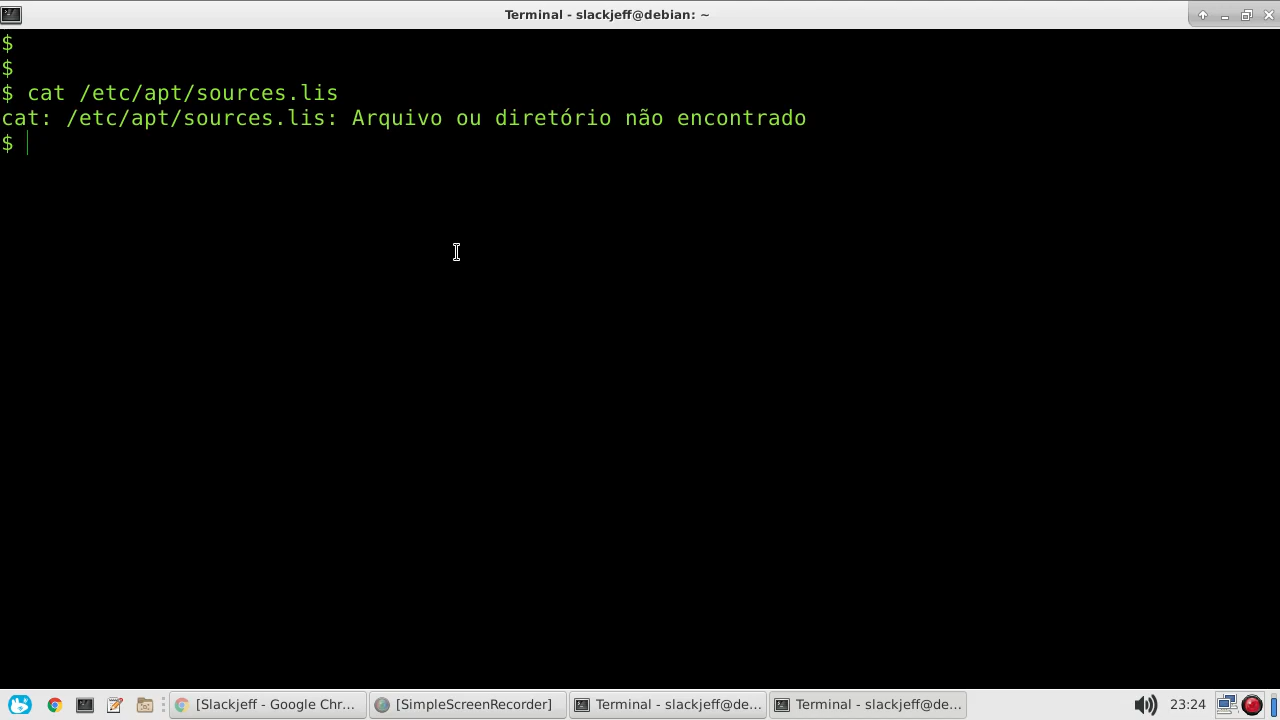 Terminal - slackjeff@debian: ~
$
$
$ cat /etc/apt/sources.lis
cat: /etc/apt/sources.lis: Arquivo ou diretório não encontrado
$
[Slackjeff - Google Chr... [SimpleScreenRecorder] Terminal - slackjeff@de... Terminal - slackjeff@de... 23:24